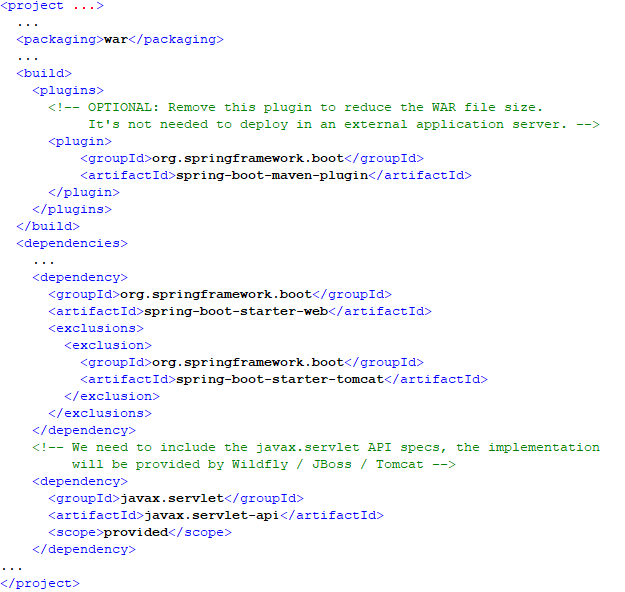 <project ...>
  ...
  <packaging>war</packaging>
  ...
  <build>
    <plugins>
      <!-- OPTIONAL: Remove this plugin to reduce the WAR file size.
           It's not needed to deploy in an external application server. -->
      <plugin>
          <groupId>org.springframework.boot</groupId>
          <artifactId>spring-boot-maven-plugin</artifactId>
      </plugin>
    </plugins>
  </build>
  <dependencies>
    ...
    <dependency>
      <groupId>org.springframework.boot</groupId>
      <artifactId>spring-boot-starter-web</artifactId>
      <exclusions>
        <exclusion>
          <groupId>org.springframework.boot</groupId>
          <artifactId>spring-boot-starter-tomcat</artifactId>
        </exclusion>
      </exclusions>
    </dependency>
    <!-- We need to include the javax.servlet API specs, the implementation
         will be provided by Wildfly / JBoss / Tomcat -->
    <dependency>
      <groupId>javax.servlet</groupId>
      <artifactId>javax.servlet-api</artifactId>
      <scope>provided</scope>
    </dependency>
...
</project>